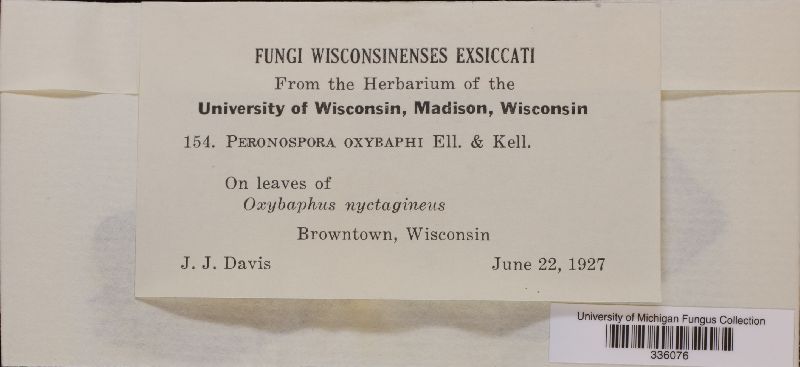 FUNGI WISCONSINENSES EXSICCATI
From the Herbarium of the
University of Wisconsin, Madison, Wisconsin
154. PERONOSPORA OXYBAPHI Ell. & Kell.
On leaves of
Oxybaphus nyctagineus
Browntown, Wisconsin
J. J. Davis June 22, 1927
University of Michigan Fungus Collection
336076